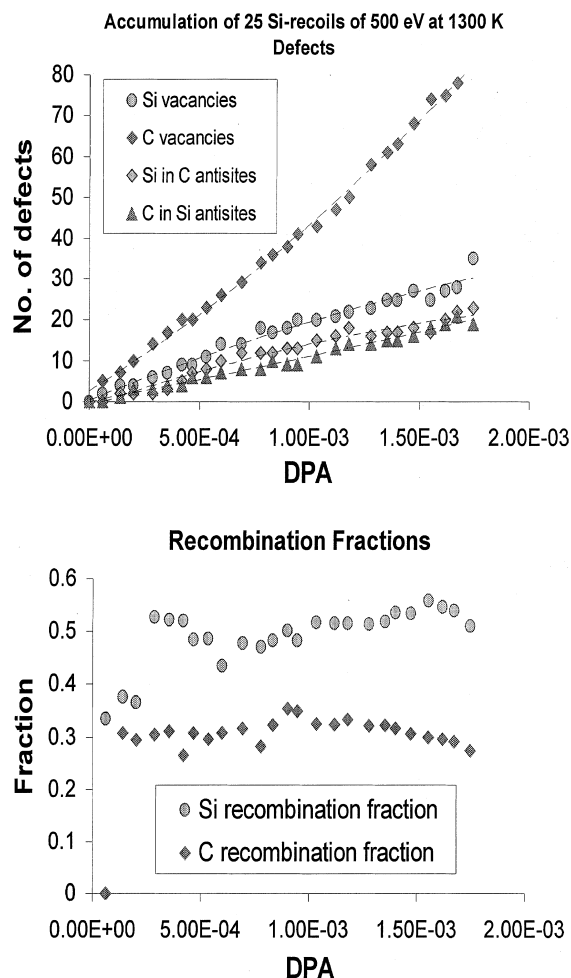 Accumulation of 25 Si-recoils of 500 eV at 1300 K
Defects
80
70
60
50
40
30
20
10
0
No. of defects
Si vacancies
C vacancies
Si in C antisites
C in Si antisites
0.00E+00 5.00E-04 1.00E-03 1.50E-03 2.00E-03
DPA
Recombination Fractions
0.6
0.5
0.4
0.3
0.2
0.1
0
Fraction
Si recombination fraction
C recombination fraction
0.00E+00 5.00E-04 1.00E-03 1.50E-03 2.00E-03
DPA